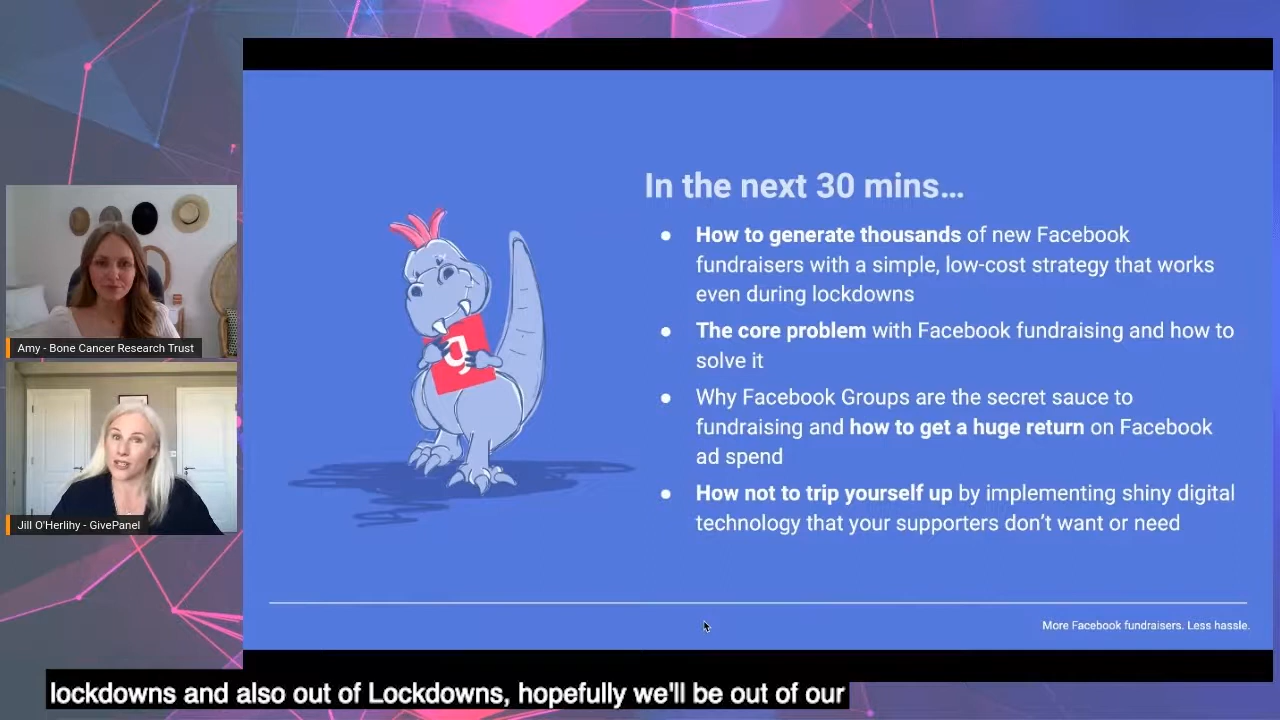 In the next 30 mins...
● How to generate thousands of new Facebook
fundraisers with a simple, low-cost strategy that works
even during lockdowns
● The core problem with Facebook fundraising and how to
solve it
● Why Facebook Groups are the secret sauce to
fundraising and how to get a huge return on Facebook
ad spend
● How not to trip yourself up by implementing shiny digital
technology that your supporters don't want or need
g
More Facebook fundraisers. Less hassle.
Amy - Bone Cancer Research Trust
Jill O'Herlihy - GivePanel
lockdowns and also out of Lockdowns, hopefully we'll be out of our